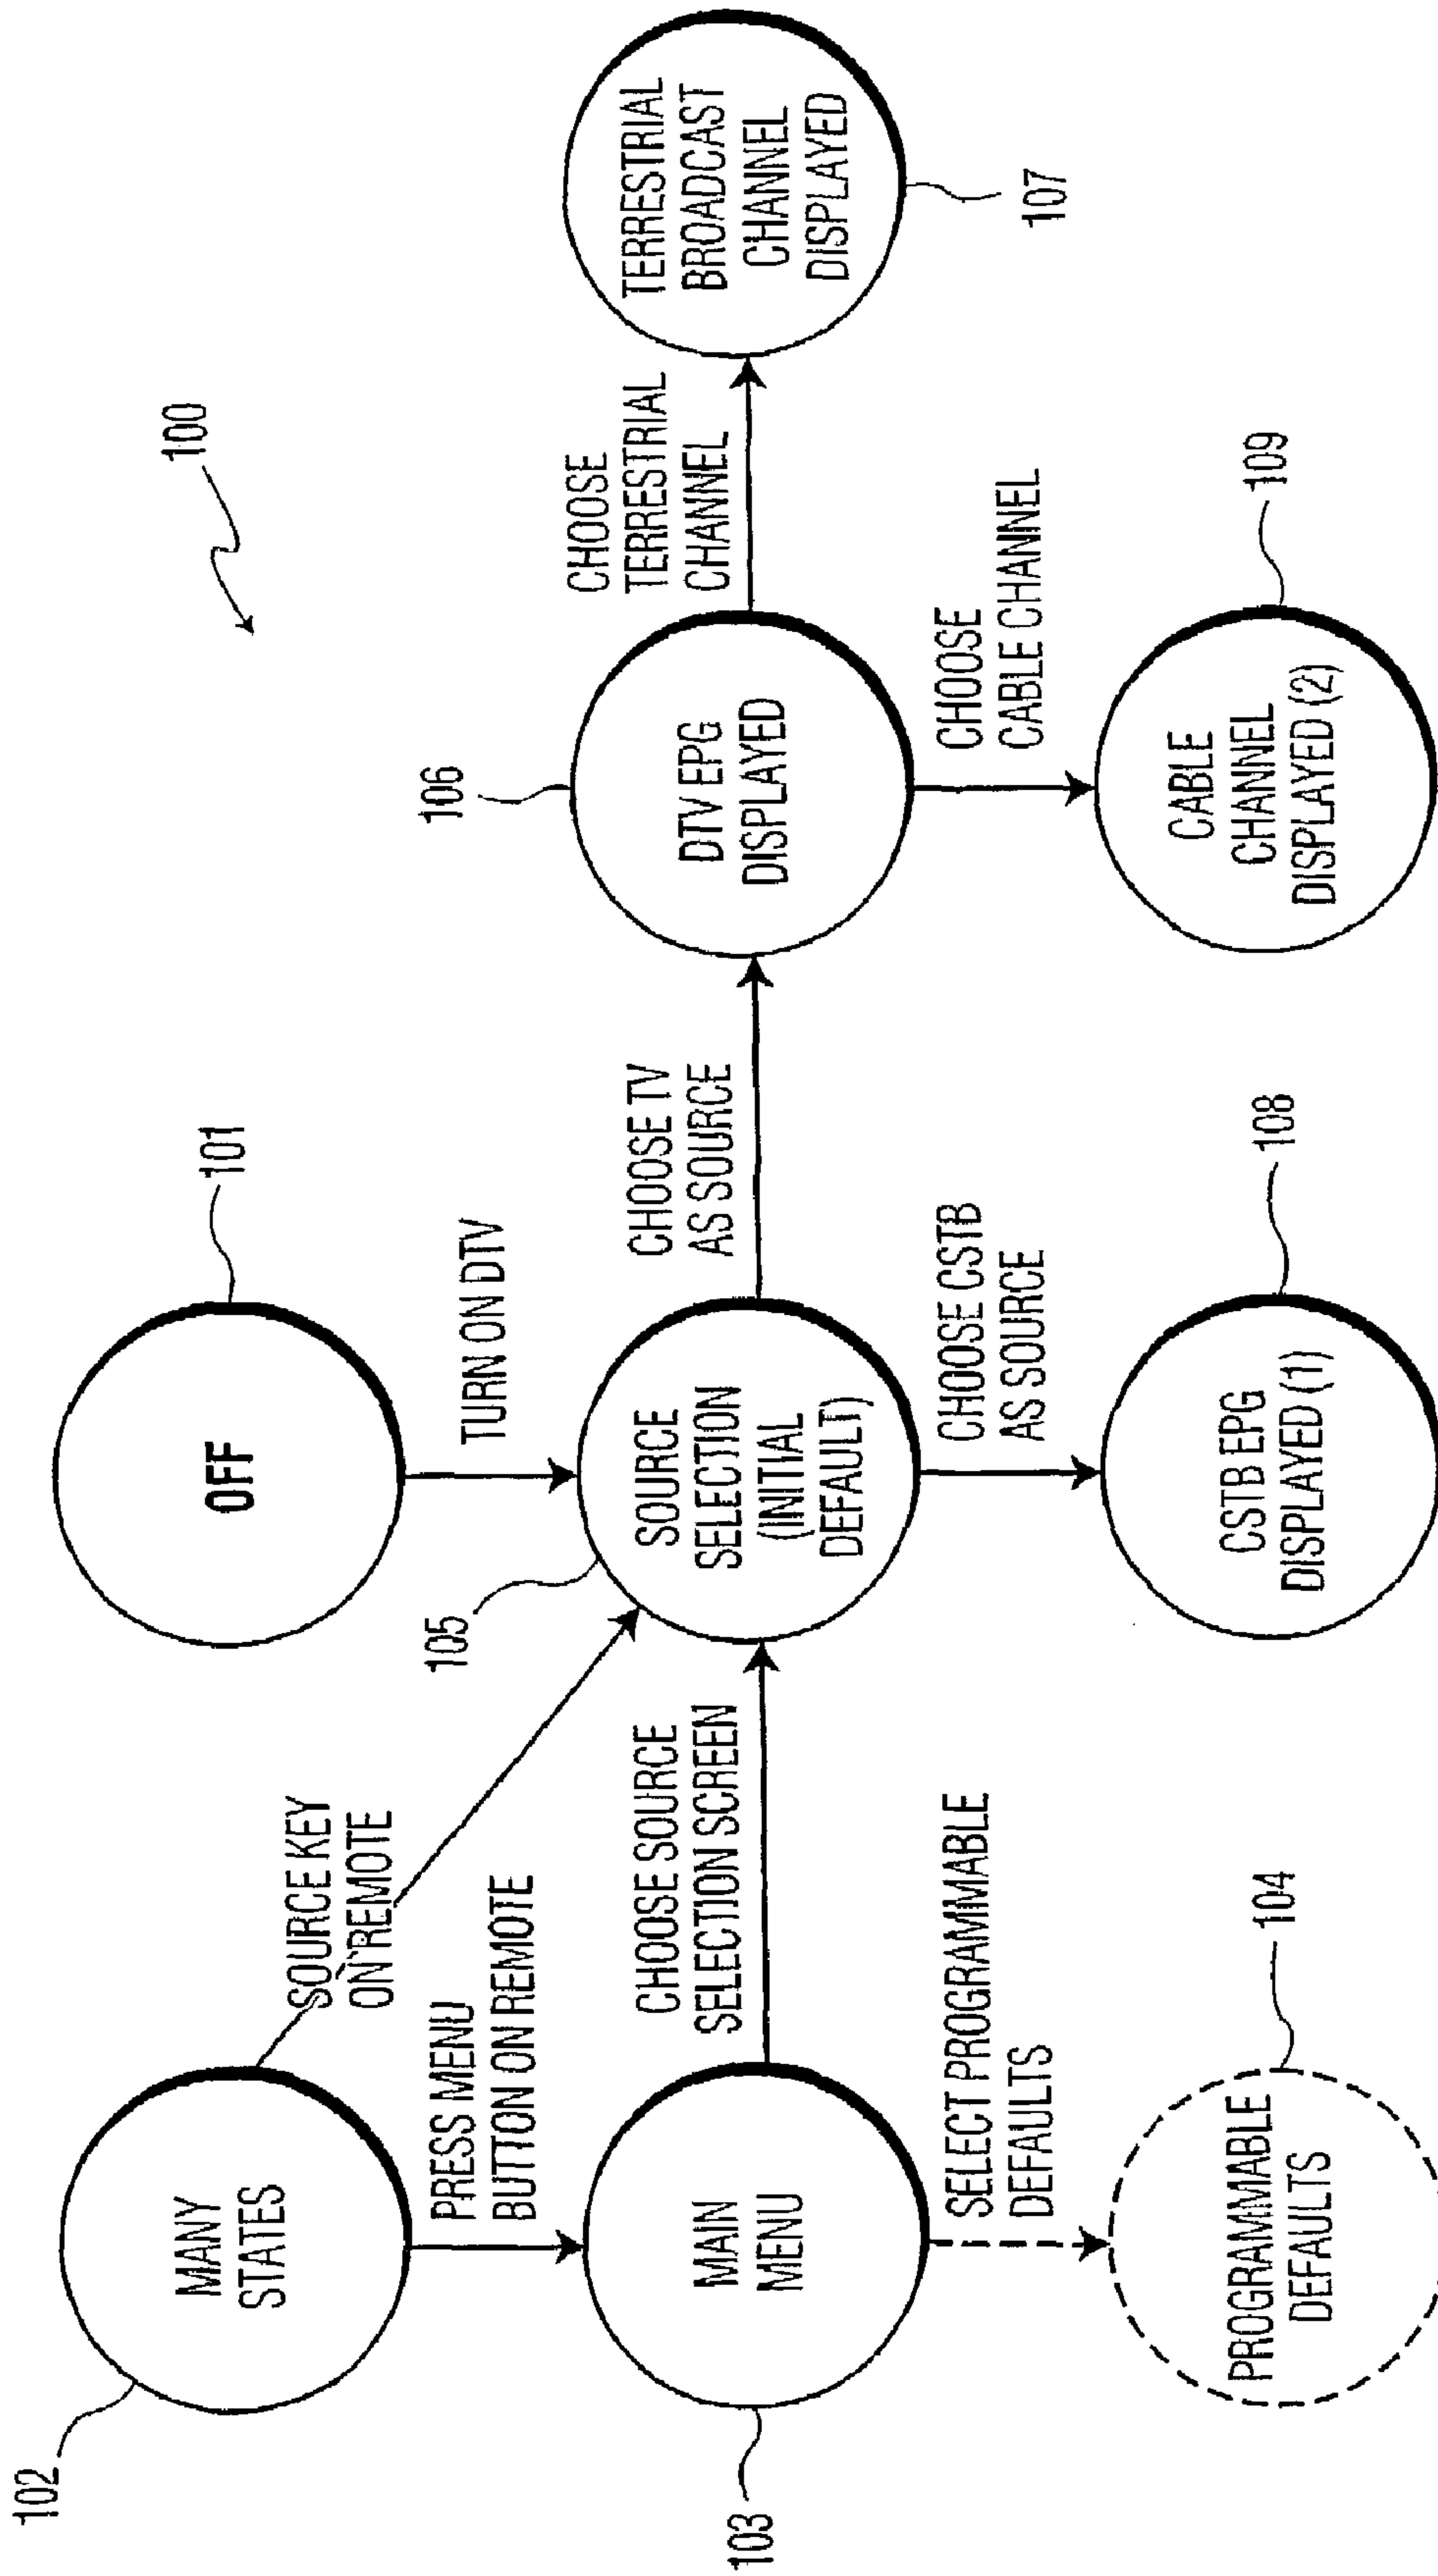 100
102
MANY
STATES
SOURCE KEY
ON REMOTE
OFF
101
PRESS MENU
BUTTON ON REMOTE
TURN ON DTV
103
MAIN
MENU
CHOOSE SOURCE
SELECTION SCREEN
105
SOURCE
SELECTION
(INITIAL
DEFAULT)
CHOOSE TV
AS SOURCE
106
DTV EPG
DISPLAYED
CHOOSE
TERRESTRIAL
CHANNEL
TERRESTRIAL
BROADCAST
CHANNEL
DISPLAYED
107
SELECT PROGRAMMABLE
DEFAULTS
CHOOSE CSTB
AS SOURCE
CHOOSE
CABLE CHANNEL
PROGRAMMABLE
DEFAULTS
104
CSTB EPG
DISPLAYED (1)
108
CABLE
CHANNEL
DISPLAYED (2)
109